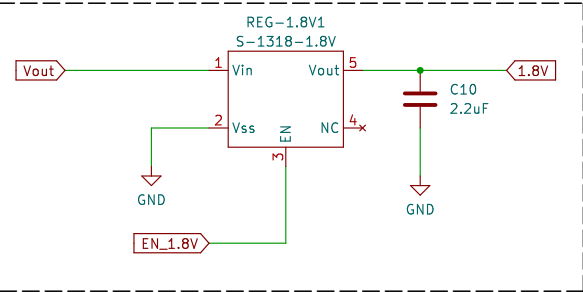 REG-1.8V1
S-1318-1.8V
Vout
1
Vin
Vout
5
1.8V
C10
2.2uF
2
Vss
EN
NC
4
3
GND
GND
EN_1.8V